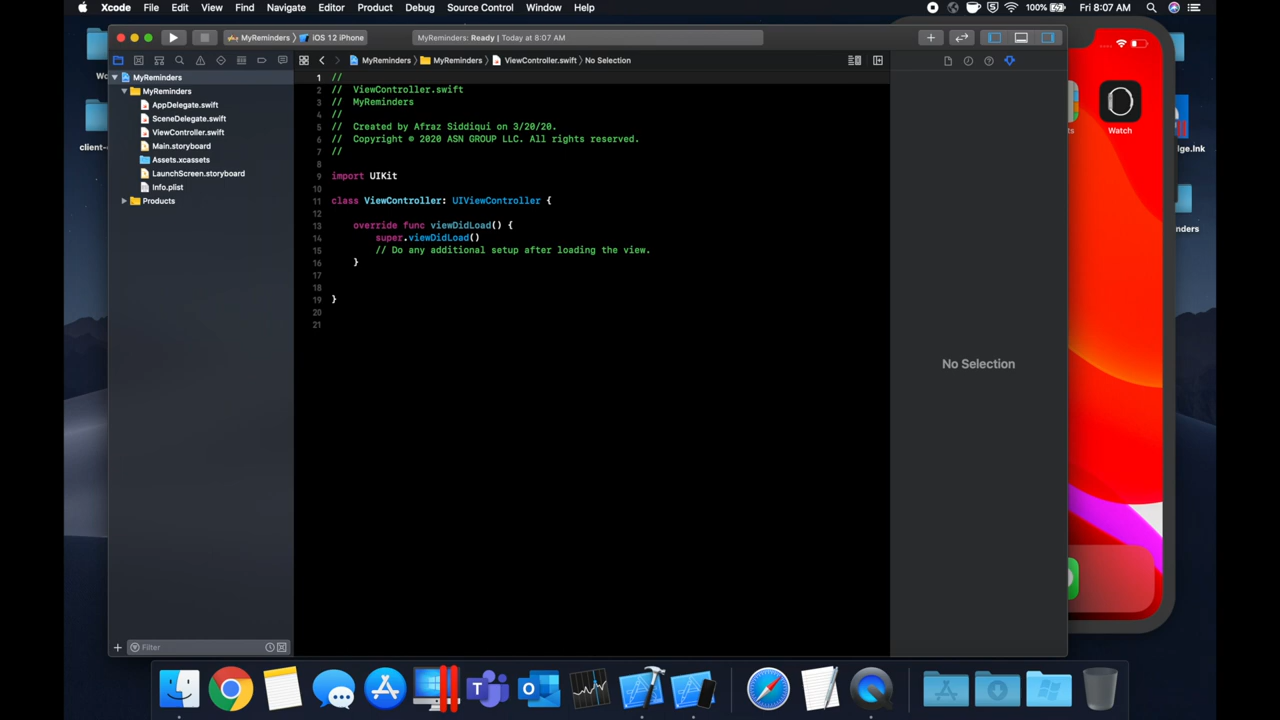 Xcode File Edit View Find Navigate Editor Product Debug Source Control Window Help 100% Fri 8:07 AM
MyReminders iOS 12 iPhone MyReminders: Ready | Today at 8:07 AM
MyReminders MyReminders ViewController.swift No Selection
MyReminders
MyReminders
AppDelegate.swift
SceneDelegate.swift
ViewController.swift
Main.storyboard
Assets.xcassets
LaunchScreen.storyboard
Info.plist
Products
1 //
2 // ViewController.swift
3 // MyReminders
4 //
5 // Created by Afraz Siddiqui on 3/20/20.
6 // Copyright © 2020 ASN GROUP LLC. All rights reserved.
7 //
8
9 import UIKit
10
11 class ViewController: UIViewController {
12
13 override func viewDidLoad() {
14 super.viewDidLoad()
15 // Do any additional setup after loading the view.
16 }
17
18
19 }
20
21
No Selection
Watch
Filter